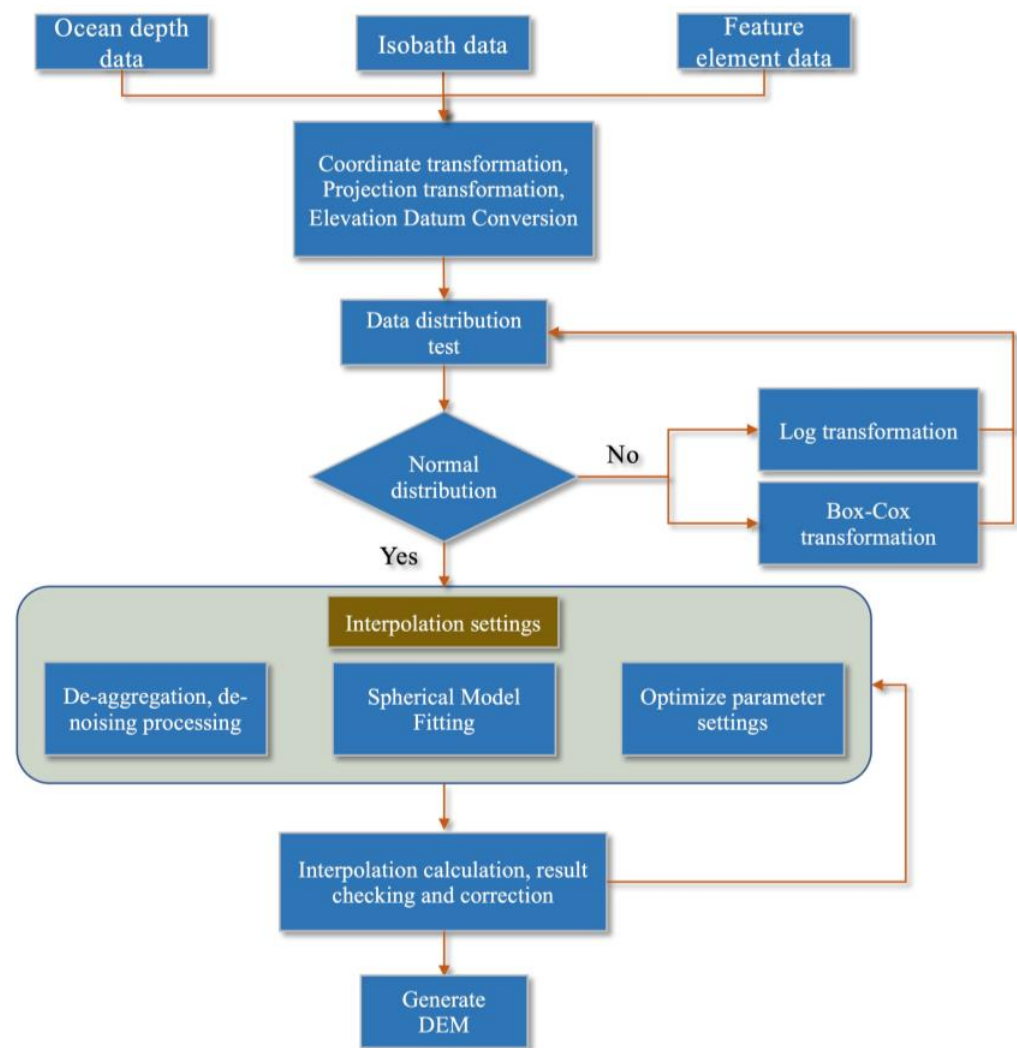 Ocean depth
data
Isobath data
Feature
element data
Coordinate transformation,
Projection transformation,
Elevation Datum Conversion
Data distribution
test
Normal
distribution
No
Log transformation
Box-Cox
transformation
Yes
Interpolation settings
De-aggregation, de-
noising processing
Spherical Model
Fitting
Optimize parameter
settings
Interpolation calculation, result
checking and correction
Generate
DEM